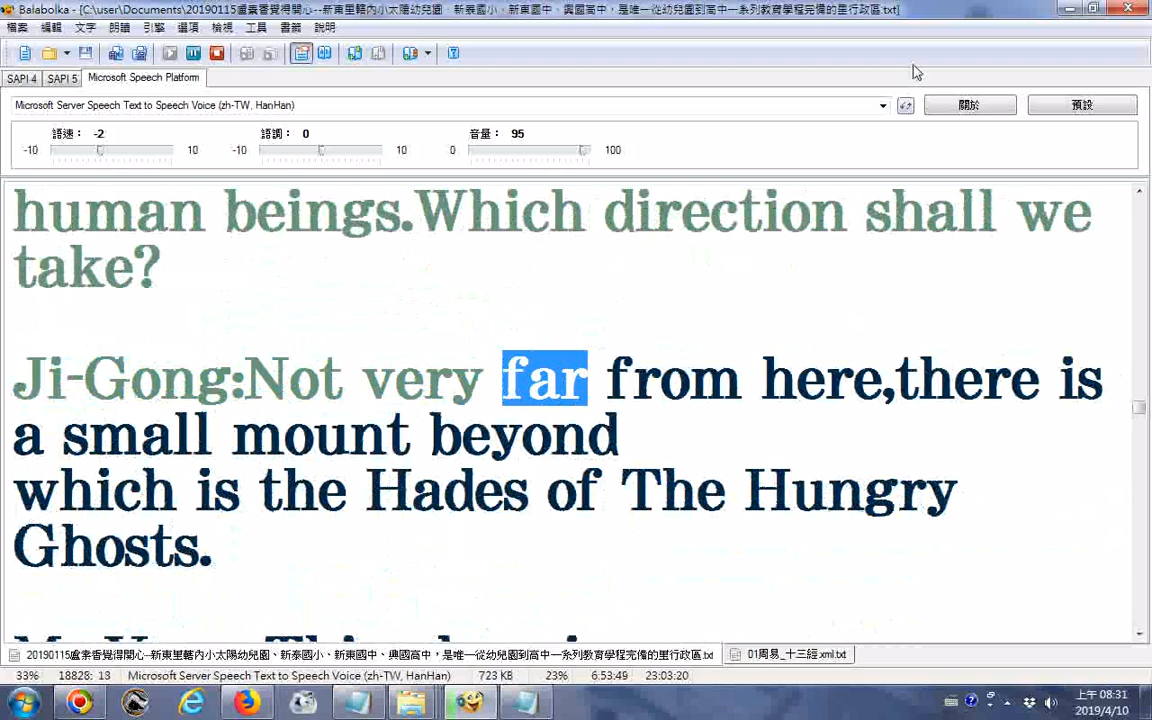 Balabolka - [C:\user\Documents\20190115盧素香覺得開心--新東里轄內小太陽幼兒園、新泰國小、新東國中、興國高中，是唯一從幼兒園到高中一系列教育學程完備的里行政區.txt]
檔案 編輯 文字 朗讀 引擎 選項 檢視 工具 書籤 說明
SAPI 4 SAPI 5 Microsoft Speech Platform
Microsoft Server Speech Text to Speech Voice (zh-TW, HanHan) 關於 預設
語速： -2 語調： 0 音量： 95
-10 10 -10 10 0 100
human beings.Which direction shall we
take?
Ji-Gong:Not very far from here,there is
a small mount beyond
which is the Hades of The Hungry
Ghosts.
20190115盧素香覺得開心--新東里轄內小太陽幼兒園、新泰國小、新東國中、興國高中，是唯一從幼兒園到高中一系列教育學程完備的里行政區.txt 01周易_十三經.xml.txt
33% 18828: 13 Microsoft Server Speech Text to Speech Voice (zh-TW, HanHan) 723 KB 23% 6:53:49 23:03:20
上午 08:31
2019/4/10